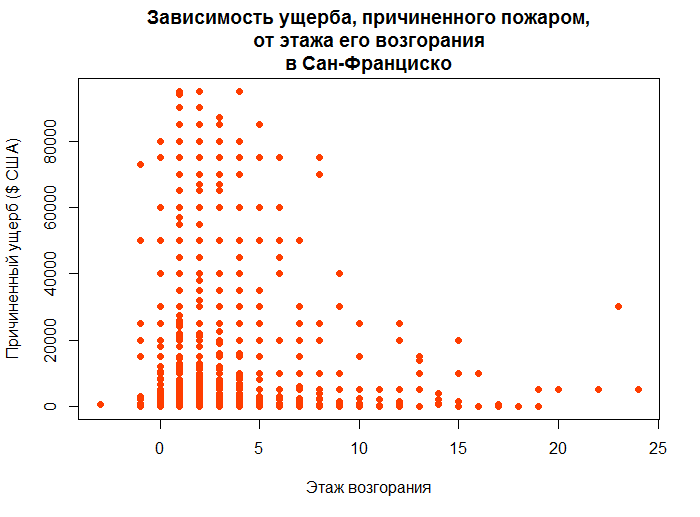 Зависимость ущерба, причиненного пожаром,
от этажа его возгорания
в Сан-Франциско
Причиненный ущерб ($ США)
80000
60000
40000
20000
0
0 5 10 15 20 25
Этаж возгорания